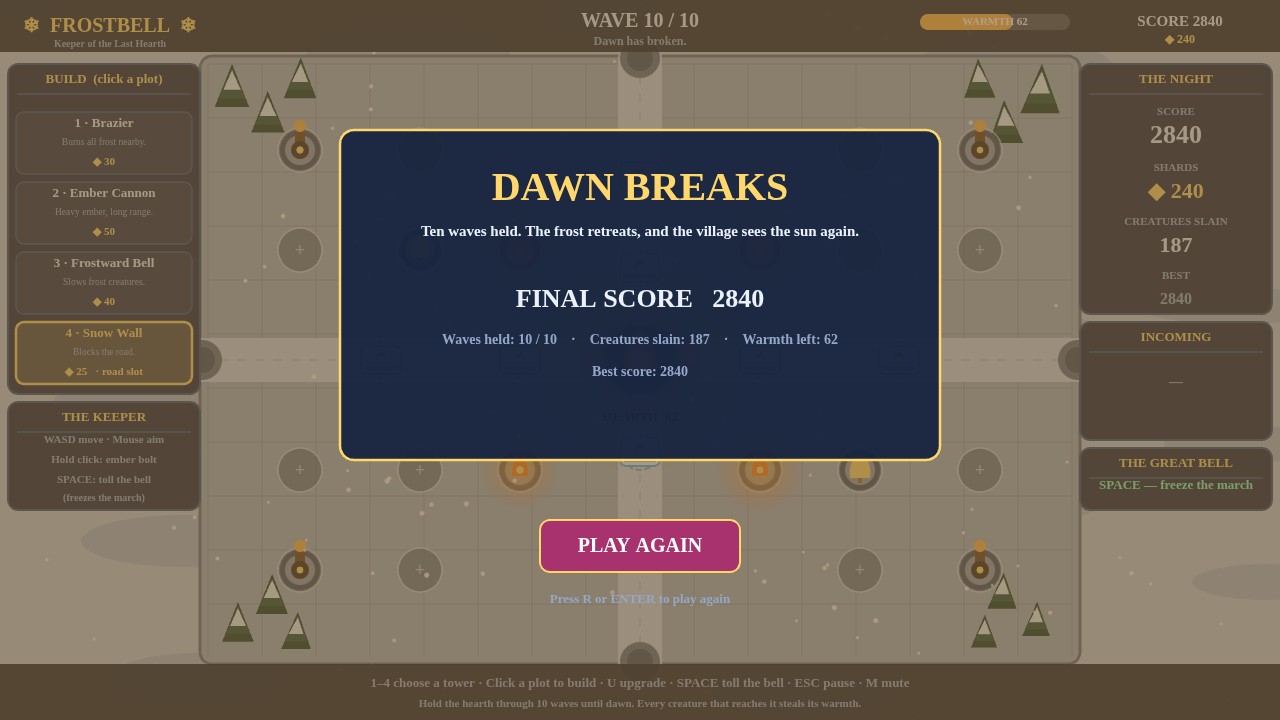 ❄ FROSTBELL ❄
Keeper of the Last Hearth
WAVE 10 / 10
Dawn has broken.
WARMTH 62
SCORE 2840
◆ 240
BUILD (click a plot)
1 · Brazier
Burns all frost nearby.
◆ 30
2 · Ember Cannon
Heavy ember, long range.
◆ 50
3 · Frostward Bell
Slows frost creatures.
◆ 40
4 · Snow Wall
Blocks the road.
◆ 25 · road slot
THE KEEPER
WASD move · Mouse aim
Hold click: ember bolt
SPACE: toll the bell
(freezes the march)
DAWN BREAKS
Ten waves held. The frost retreats, and the village sees the sun again.
FINAL SCORE 2840
Waves held: 10 / 10 · Creatures slain: 187 · Warmth left: 62
Best score: 2840
PLAY AGAIN
Press R or ENTER to play again
THE NIGHT
SCORE
2840
SHARDS
◆ 240
CREATURES SLAIN
187
BEST
2840
INCOMING
—
THE GREAT BELL
SPACE — freeze the march
1–4 choose a tower · Click a plot to build · U upgrade · SPACE toll the bell · ESC pause · M mute
Hold the hearth through 10 waves until dawn. Every creature that reaches it steals its warmth.